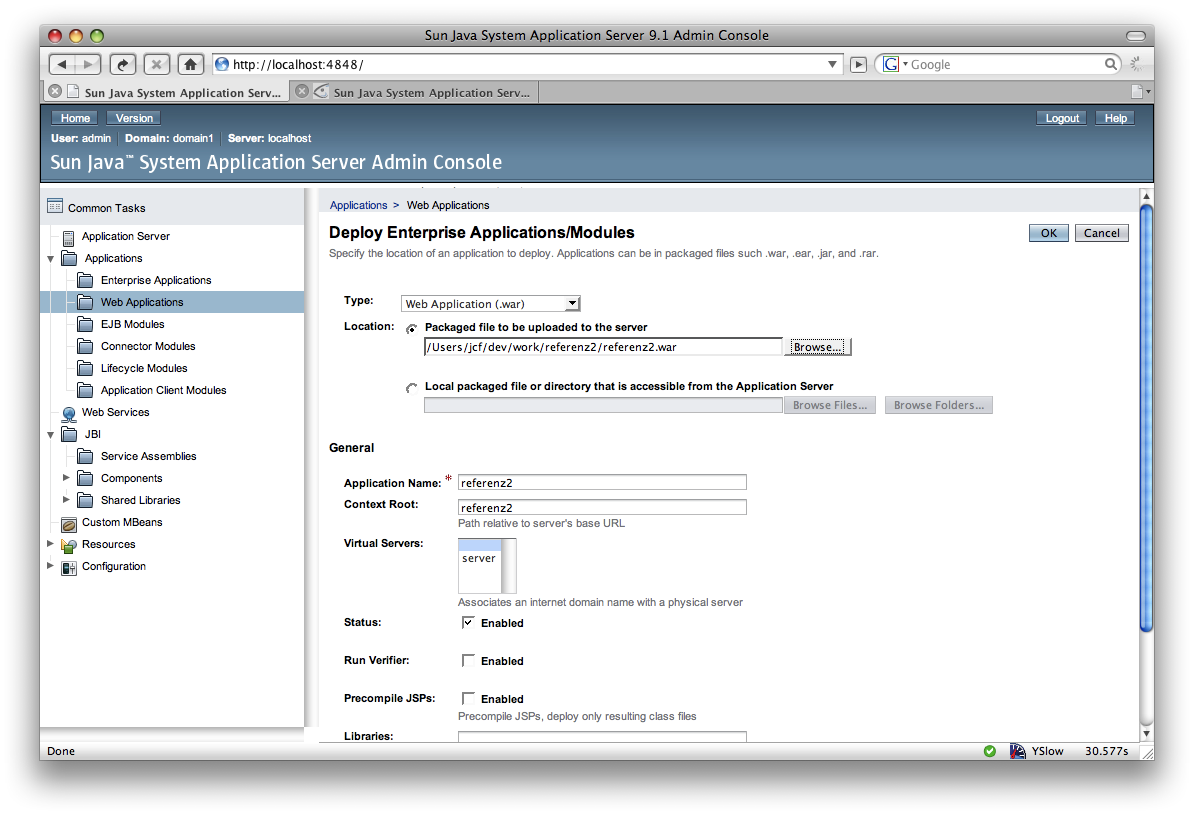 Sun Java System Application Server 9.1 Admin Console
http://localhost:4848/
G Google
Sun Java System Application Serv...
Sun Java System Application Serv...
Home Version Logout Help
User: admin Domain: domain1 Server: localhost
Sun Java™ System Application Server Admin Console
Common Tasks
Application Server
Applications
Enterprise Applications
Web Applications
EJB Modules
Connector Modules
Lifecycle Modules
Application Client Modules
Web Services
JBI
Service Assemblies
Components
Shared Libraries
Custom MBeans
Resources
Configuration
Applications > Web Applications
Deploy Enterprise Applications/Modules
OK Cancel
Specify the location of an application to deploy. Applications can be in packaged files such .war, .ear, .jar, and .rar.
Type: Web Application (.war)
Location: Packaged file to be uploaded to the server
/Users/jcf/dev/work/referenz2/referenz2.war Browse...
Local packaged file or directory that is accessible from the Application Server
Browse Files... Browse Folders...
General
Application Name: * referenz2
Context Root: referenz2
Path relative to server's base URL
Virtual Servers:
server
Associates an internet domain name with a physical server
Status: Enabled
Run Verifier: Enabled
Precompile JSPs: Enabled
Precompile JSPs, deploy only resulting class files
Libraries:
Done YSlow 30.577s